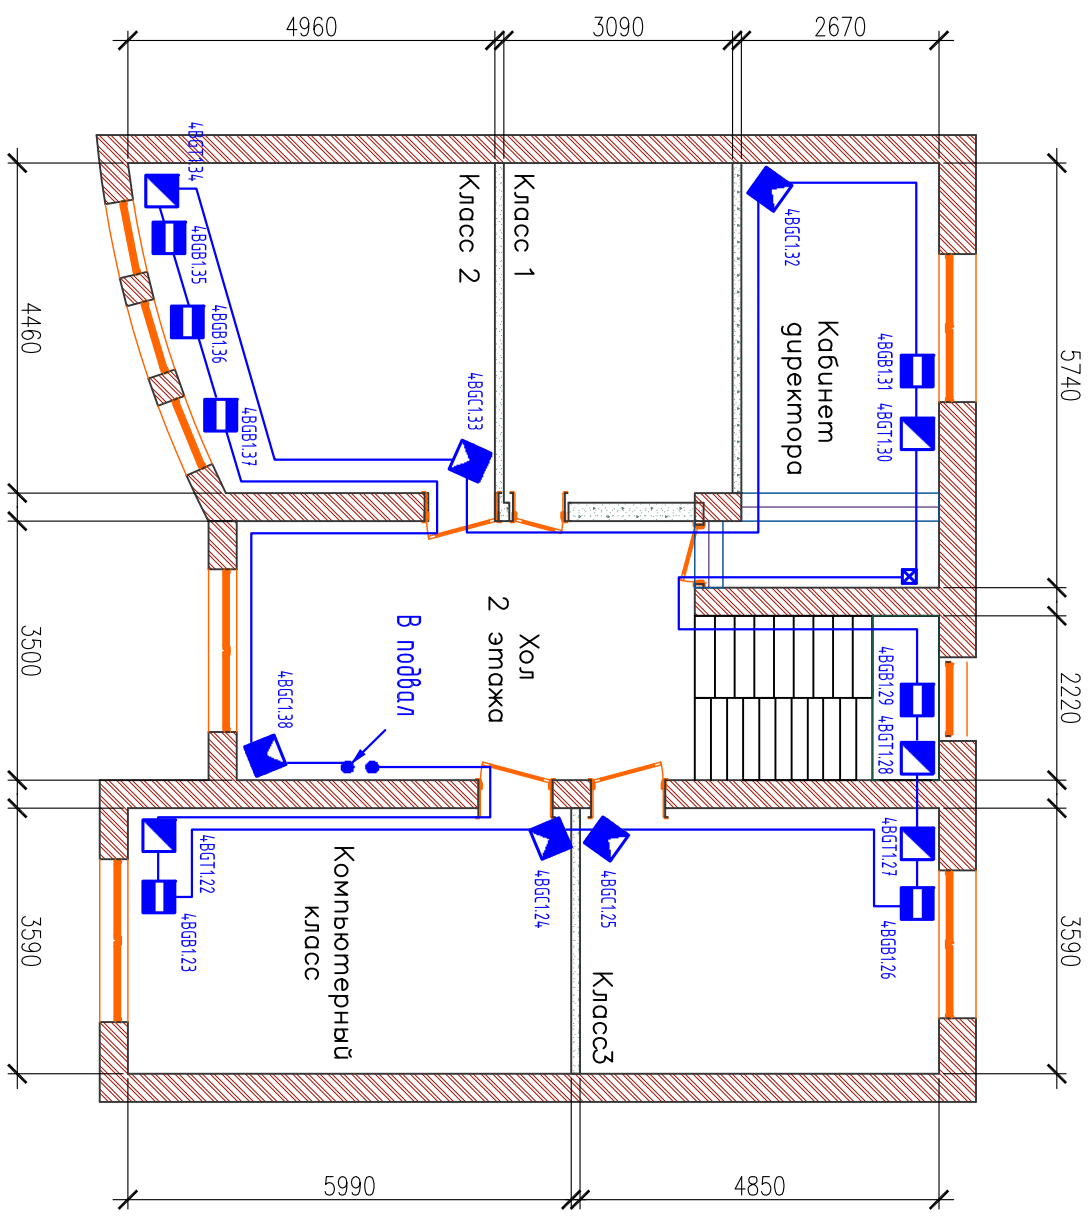 4960
3090
2670
4BGT1.34
4BGB1.35
4BGB1.36
4BGB1.37
Класс 2
Класс 1
4BGC1.33
4BGC1.32
Кабинет
директора
4BGB1.31
4BGT1.30
4460
5740
3500
2220
3590
3590
В подвал
Хол
2 этажа
4BGC1.38
4BGB1.29
4BGT1.28
4BGT1.27
4BGB1.26
4BGT1.22
4BGB1.23
4BGC1.24
4BGC1.25
Компьютерный
класс
Класс3
5990
4850